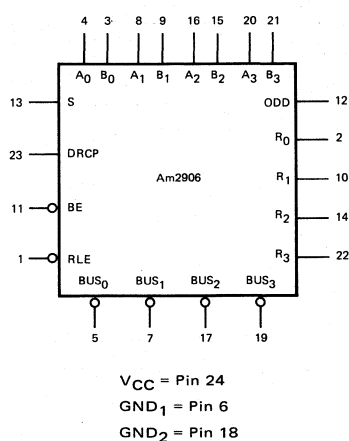 4 3 8 9 16 15 20 21
A0 B0 A1 B1 A2 B2 A3 B3
13 S ODD 12
R0 2
23 DRCP
Am2906 R1 10
11 BE
R2 14
1 RLE R3 22
BUS0 BUS1 BUS2 BUS3
5 7 17 19
VCC = Pin 24
GND1 = Pin 6
GND2 = Pin 18